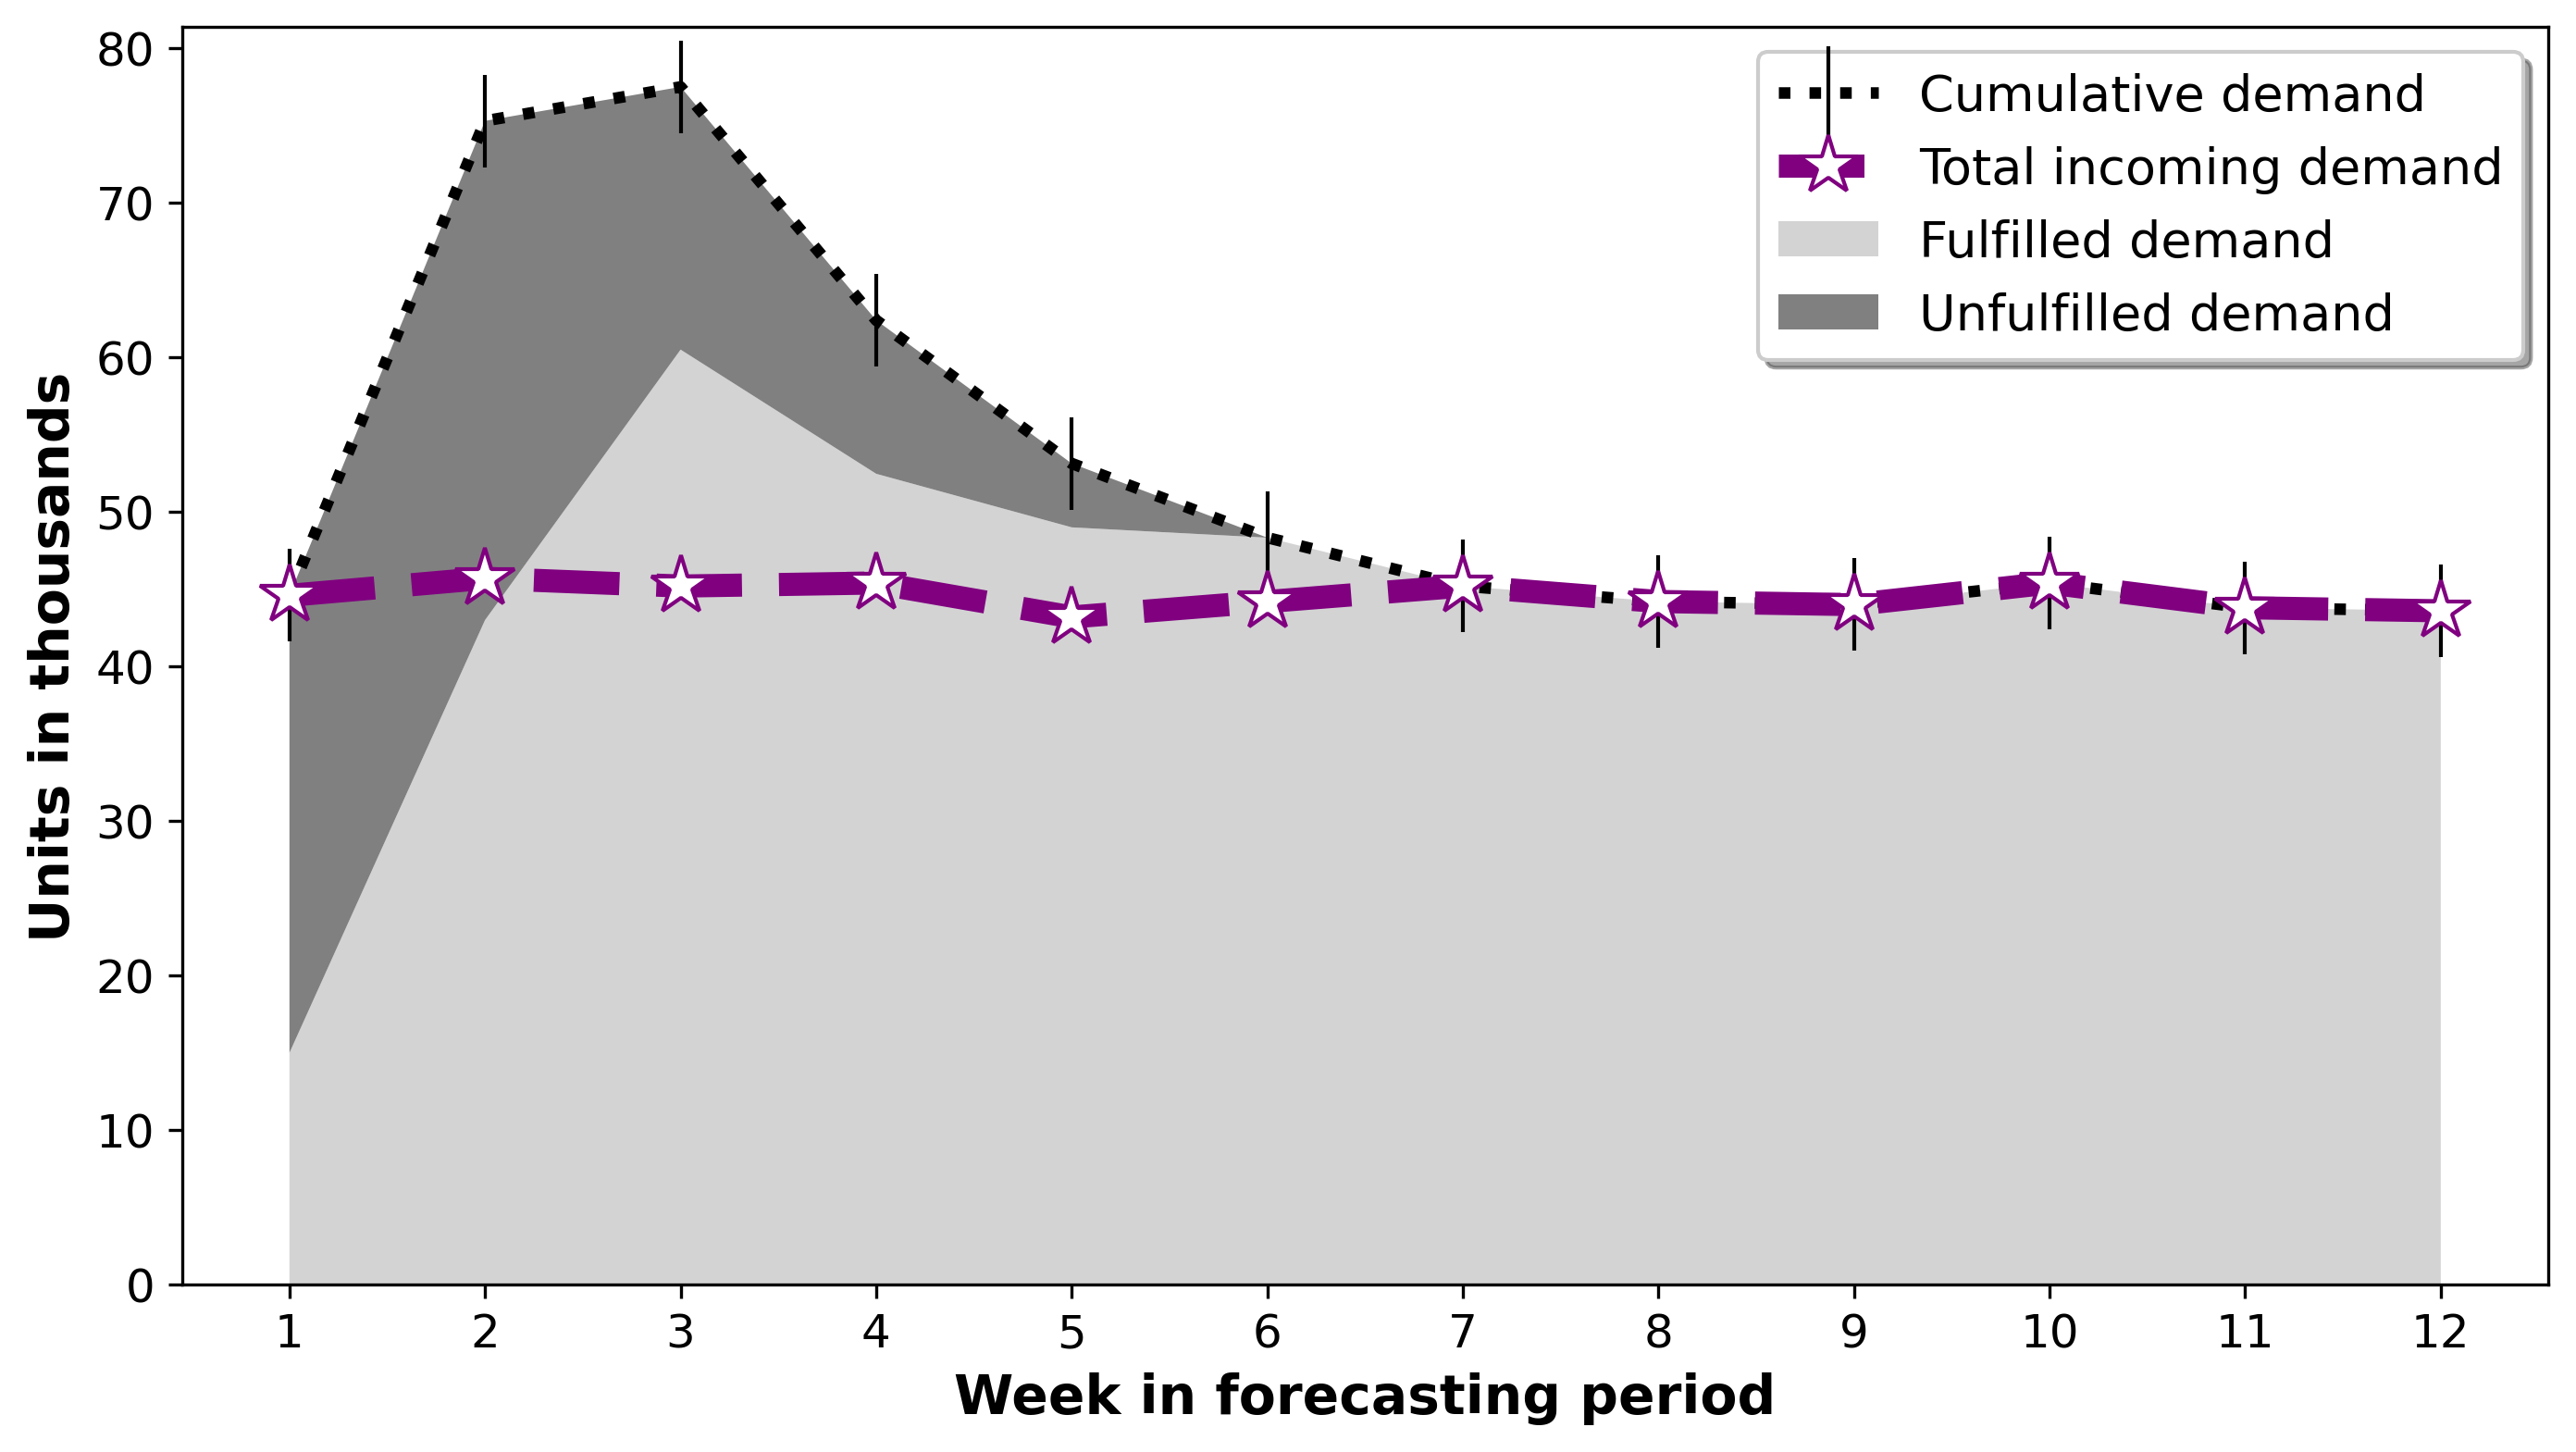 Cumulative demand
Total incoming demand
Fulfilled demand
Unfulfilled demand
80
70
60
50
40
30
20
10
0
Units in thousands
1 2 3 4 5 6 7 8 9 10 11 12
Week in forecasting period